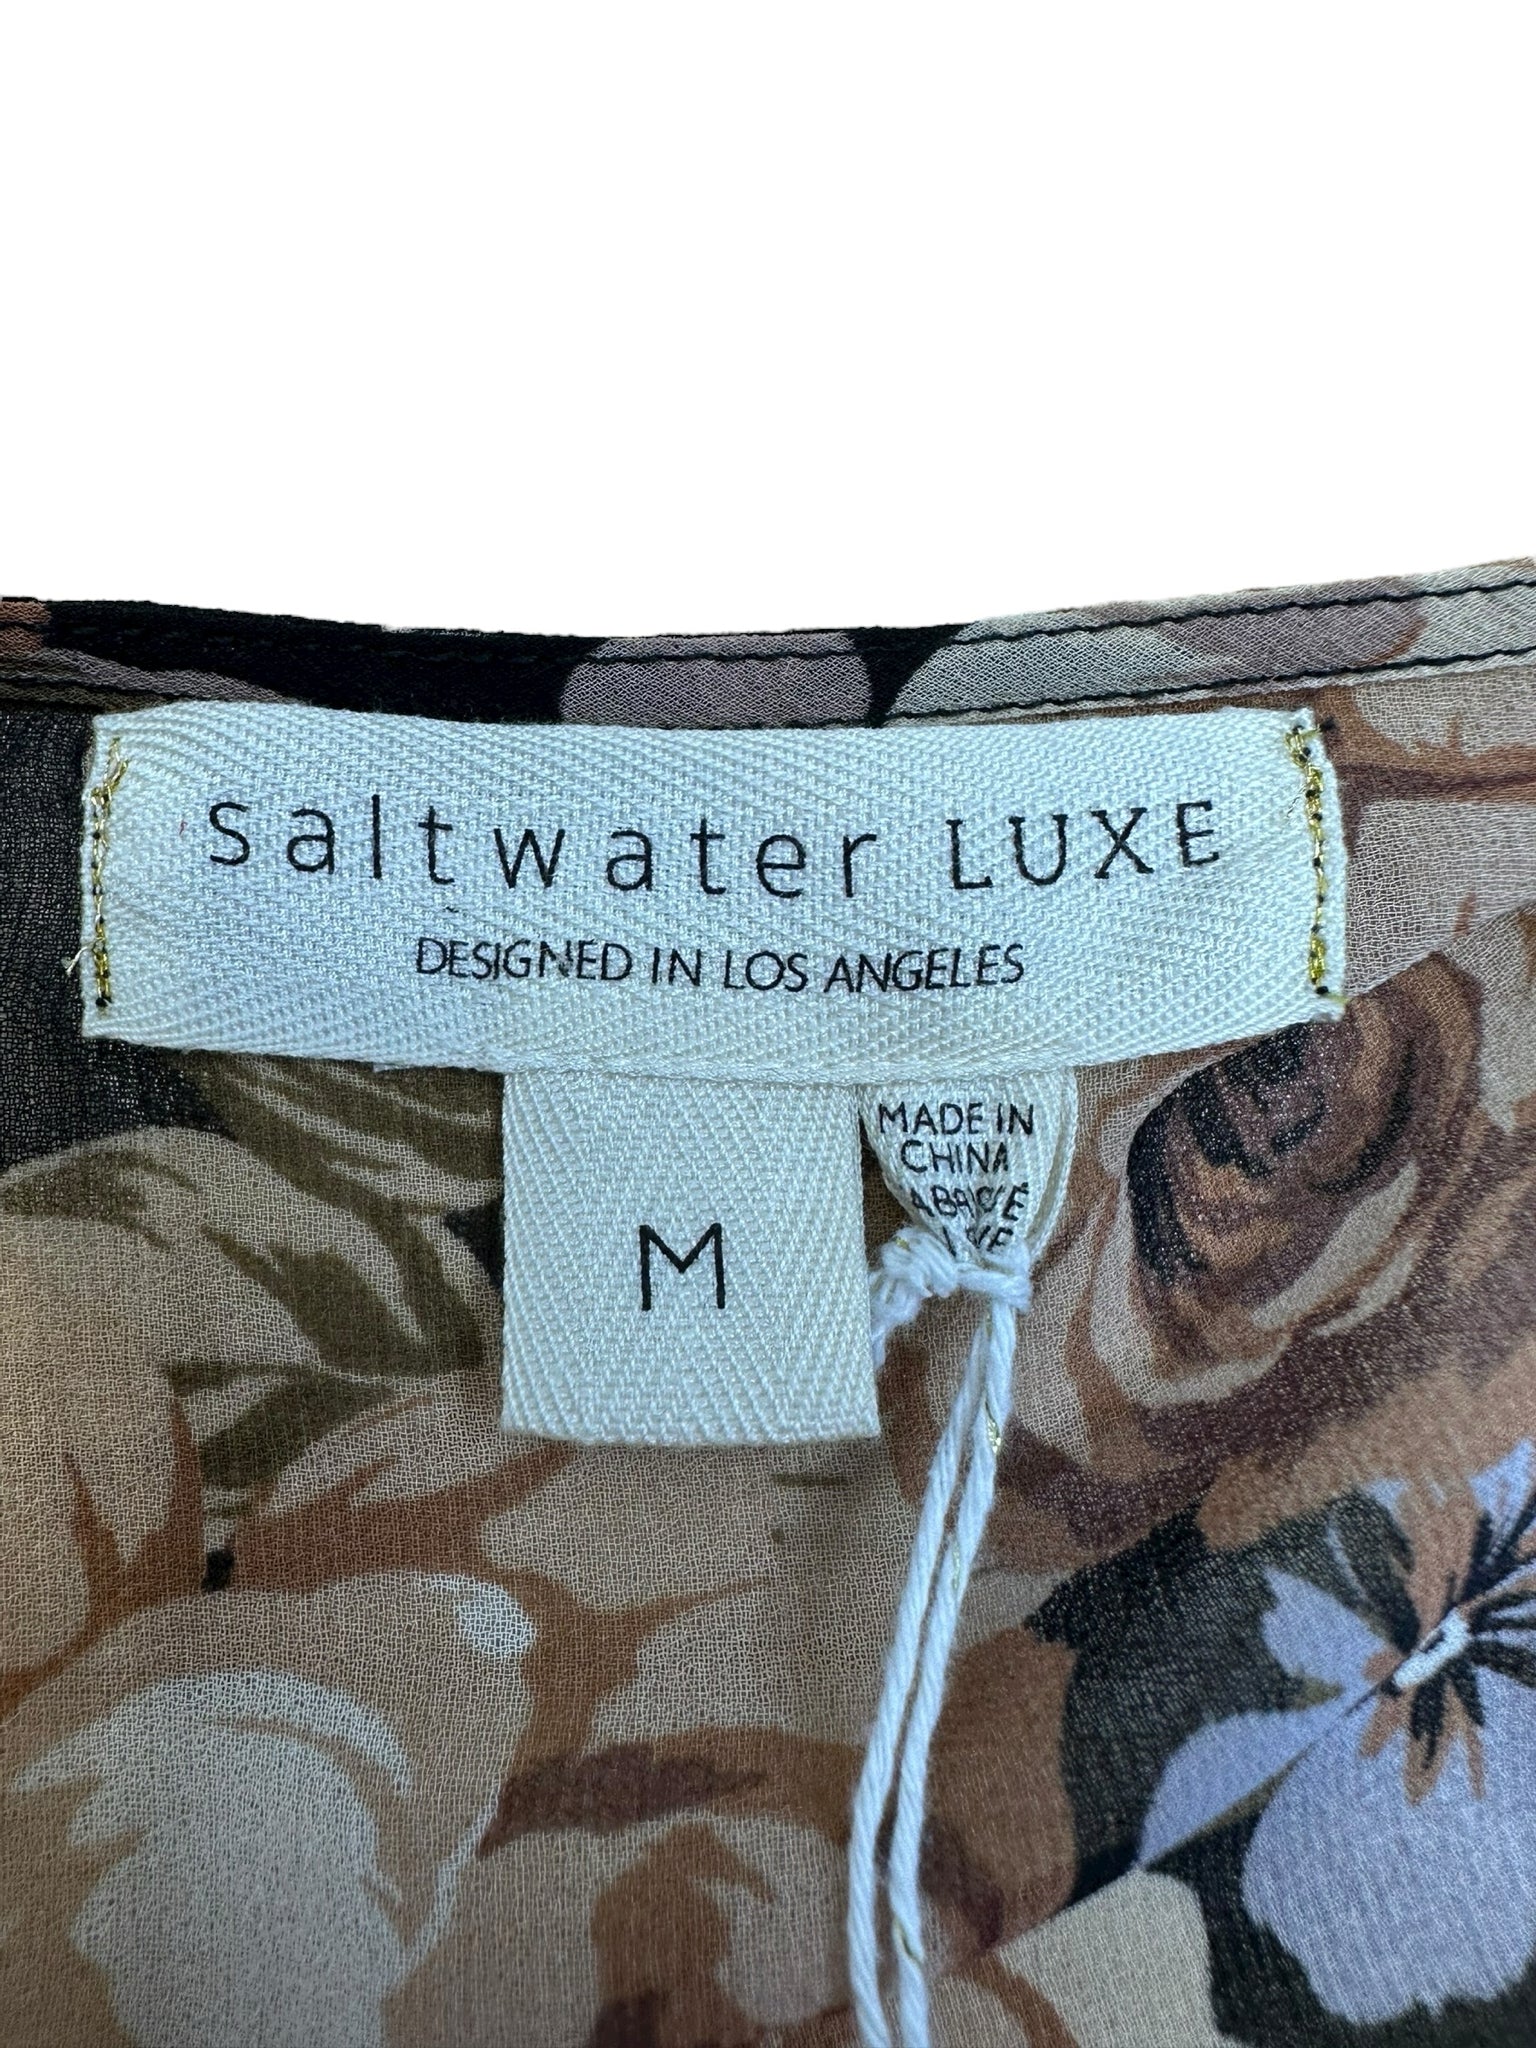 saltwater LUXE
DESIGNED IN LOS ANGELES
M
MADE IN
CHINA